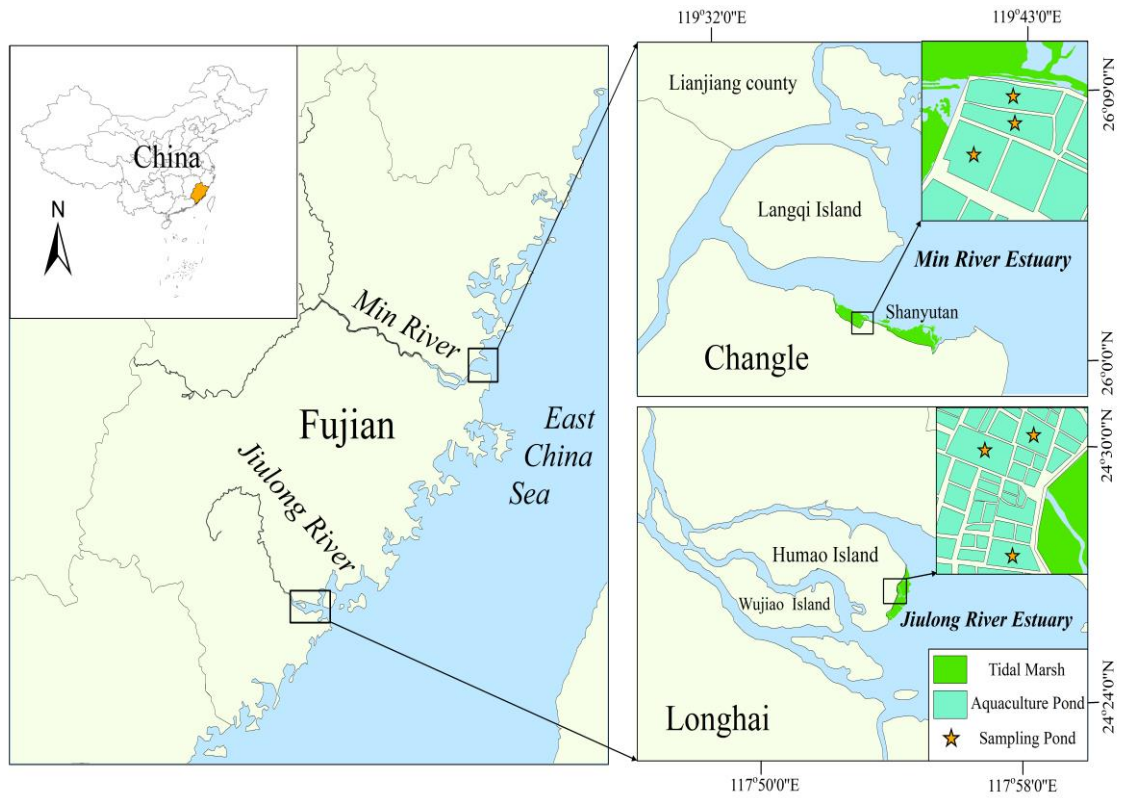 China
N
Min River
Fujian
Jiulong River
East
China
Sea
119°32'0"E
119°43'0"E
Lianjiang county
Langqi Island
Min River Estuary
Shanyutan
Changle
26°09'0"N
26°0'0"N
Humao Island
Wujiao Island
Jiulong River Estuary
Longhai
24°30'0"N
24°24'0"N
Tidal Marsh
Aquaculture Pond
Sampling Pond
117°50'0"E
117°58'0"E